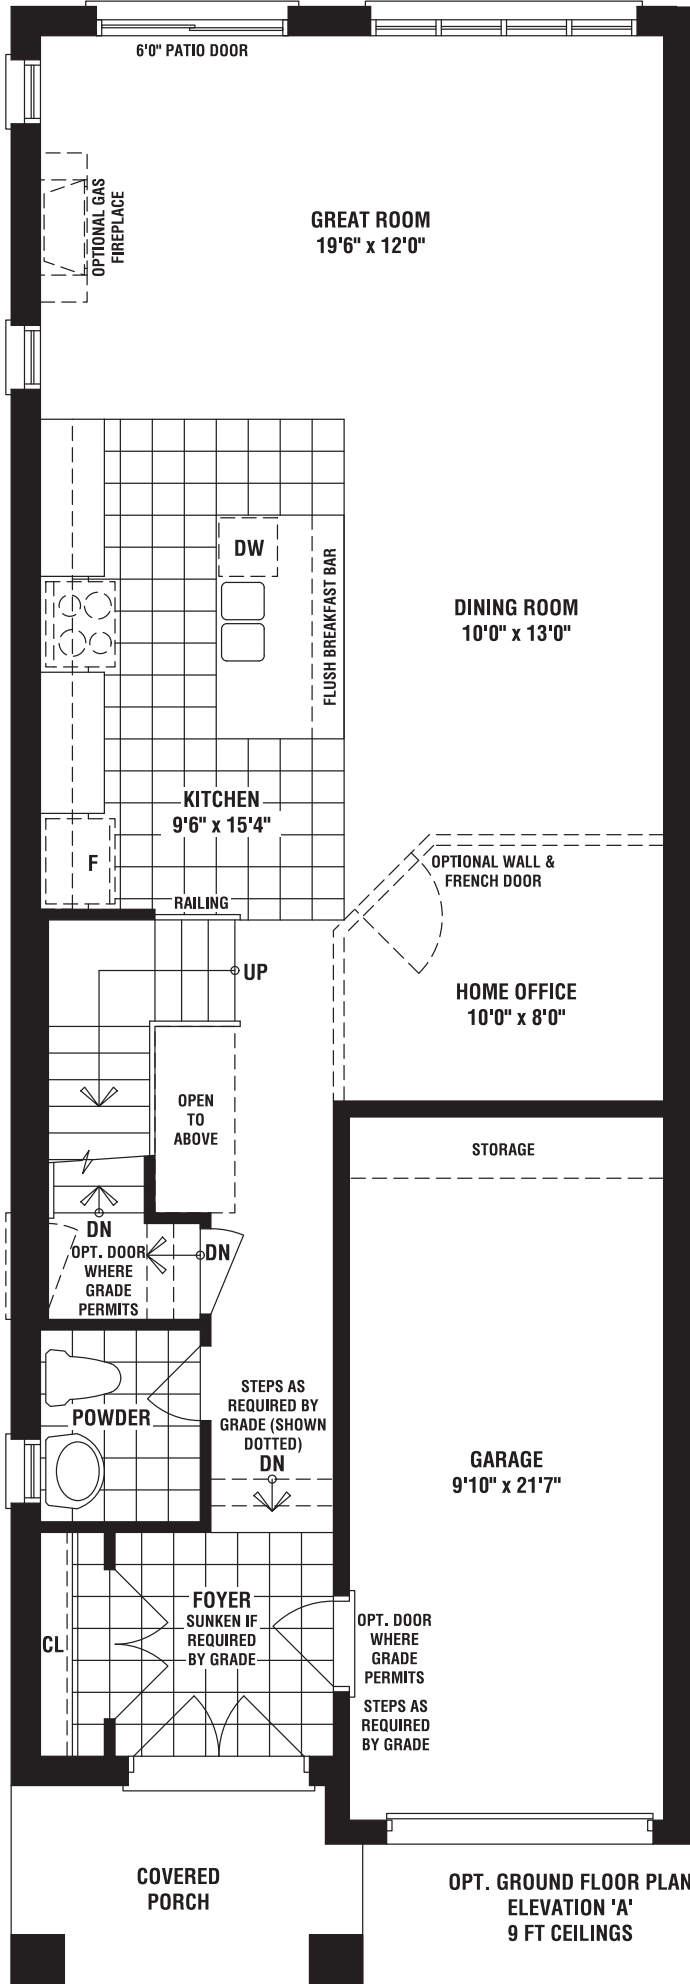 6'0" PATIO DOOR
OPTIONAL GAS
FIREPLACE
GREAT ROOM
19'6" x 12'0"
DW
FLUSH BREAKFAST BAR
DINING ROOM
10'0" x 13'0"
KITCHEN
9'6" x 15'4"
F
OPTIONAL WALL &
FRENCH DOOR
RAILING
UP
HOME OFFICE
10'0" x 8'0"
OPEN
TO
ABOVE
STORAGE
DN
DN
OPT. DOOR
WHERE
GRADE
PERMITS
POWDER
STEPS AS
REQUIRED BY
GRADE (SHOWN
DOTTED)
DN
GARAGE
9'10" x 21'7"
FOYER
SUNKEN IF
REQUIRED
BY GRADE
CL
OPT. DOOR
WHERE
GRADE
PERMITS
STEPS AS
REQUIRED
BY GRADE
COVERED
PORCH
OPT. GROUND FLOOR PLAN
ELEVATION 'A'
9 FT CEILINGS